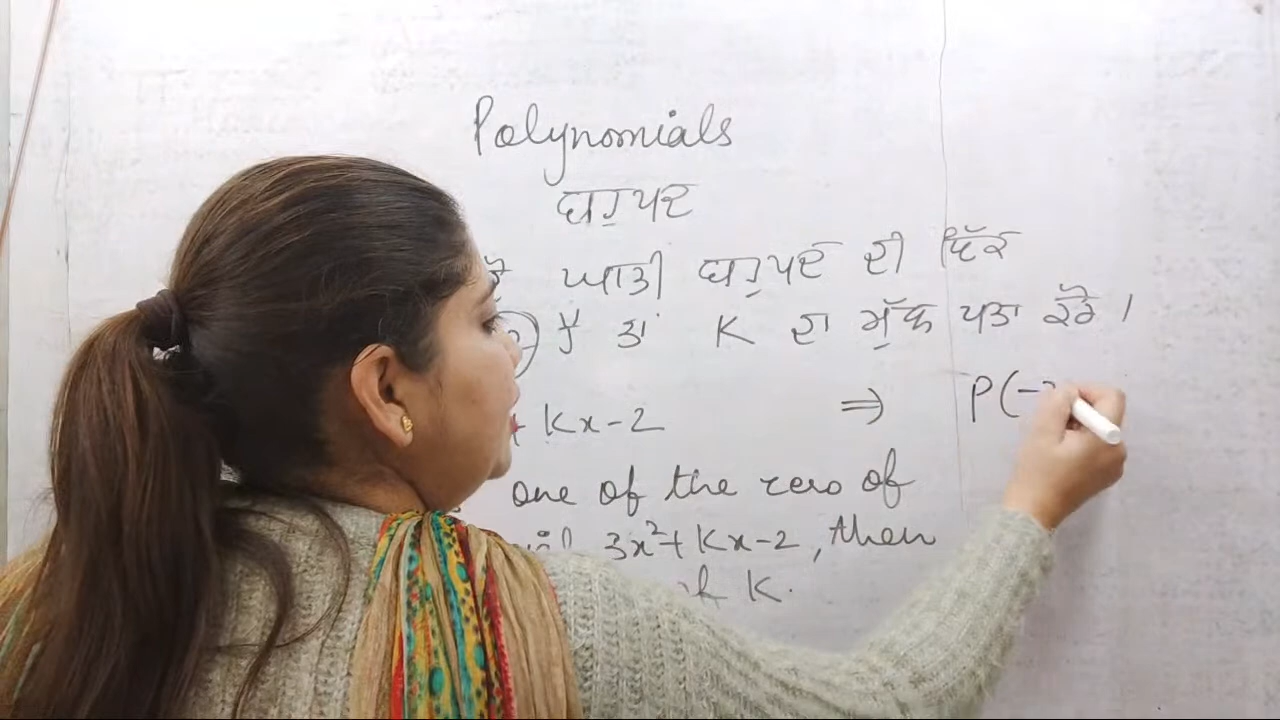 Polynomials
ਬਹੁਪਦ
ਘਾਤੀ ਬਹੁਪਦ ਦੀ ਇੱਕ
ਹੈ ਤਾਂ K ਦਾ ਮੁੱਲ ਪਤਾ ਕਰੋ।
+ Kx-2 ⇒ P(-
one of the zero of
3x²+Kx-2, then
K.